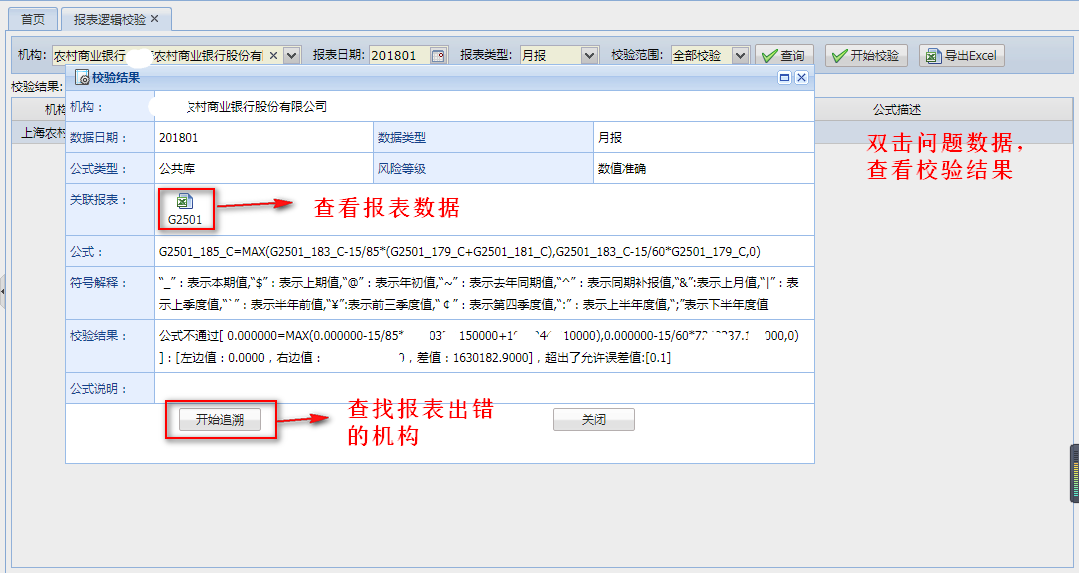 首页 报表逻辑校验 ×
机构: 农村商业银行 农村商业银行股份有 × 报表日期: 201801 报表类型: 月报 校验范围: 全部校验 查询 开始校验 导出Excel
校验结果:
校验结果
机构 公式描述
上海农村
机构： 农村商业银行股份有限公司
数据日期： 201801 数据类型 月报
双击问题数据，
查看校验结果
公式类型： 公共库 风险等级 数值准确
关联报表：
G2501
查看报表数据
公式： G2501_185_C=MAX(G2501_183_C-15/85*(G2501_179_C+G2501_181_C),G2501_183_C-15/60*G2501_179_C,0)
符号解释： “_”：表示本期值,“$”：表示上期值,“@”：表示年初值,“~”：表示去年同期值,“^”：表示同期补报值,“&”:表示上月值,“|”：表
示上季度值,“`”：表示半年前值,“¥”:表示前三季度值,“￠”：表示第四季度值,“:”：表示上半年度值,“;”表示下半年度值
校验结果： 公式不通过[ 0.000000=MAX(0.000000-15/85* 03 150000+1 10000),0.000000-15/60*7 000,0)
]：[左边值：0.0000，右边值： ，差值：1630182.9000]，超出了允许误差值:[0.1]
公式说明：
开始追溯 关闭
查找报表出错
的机构